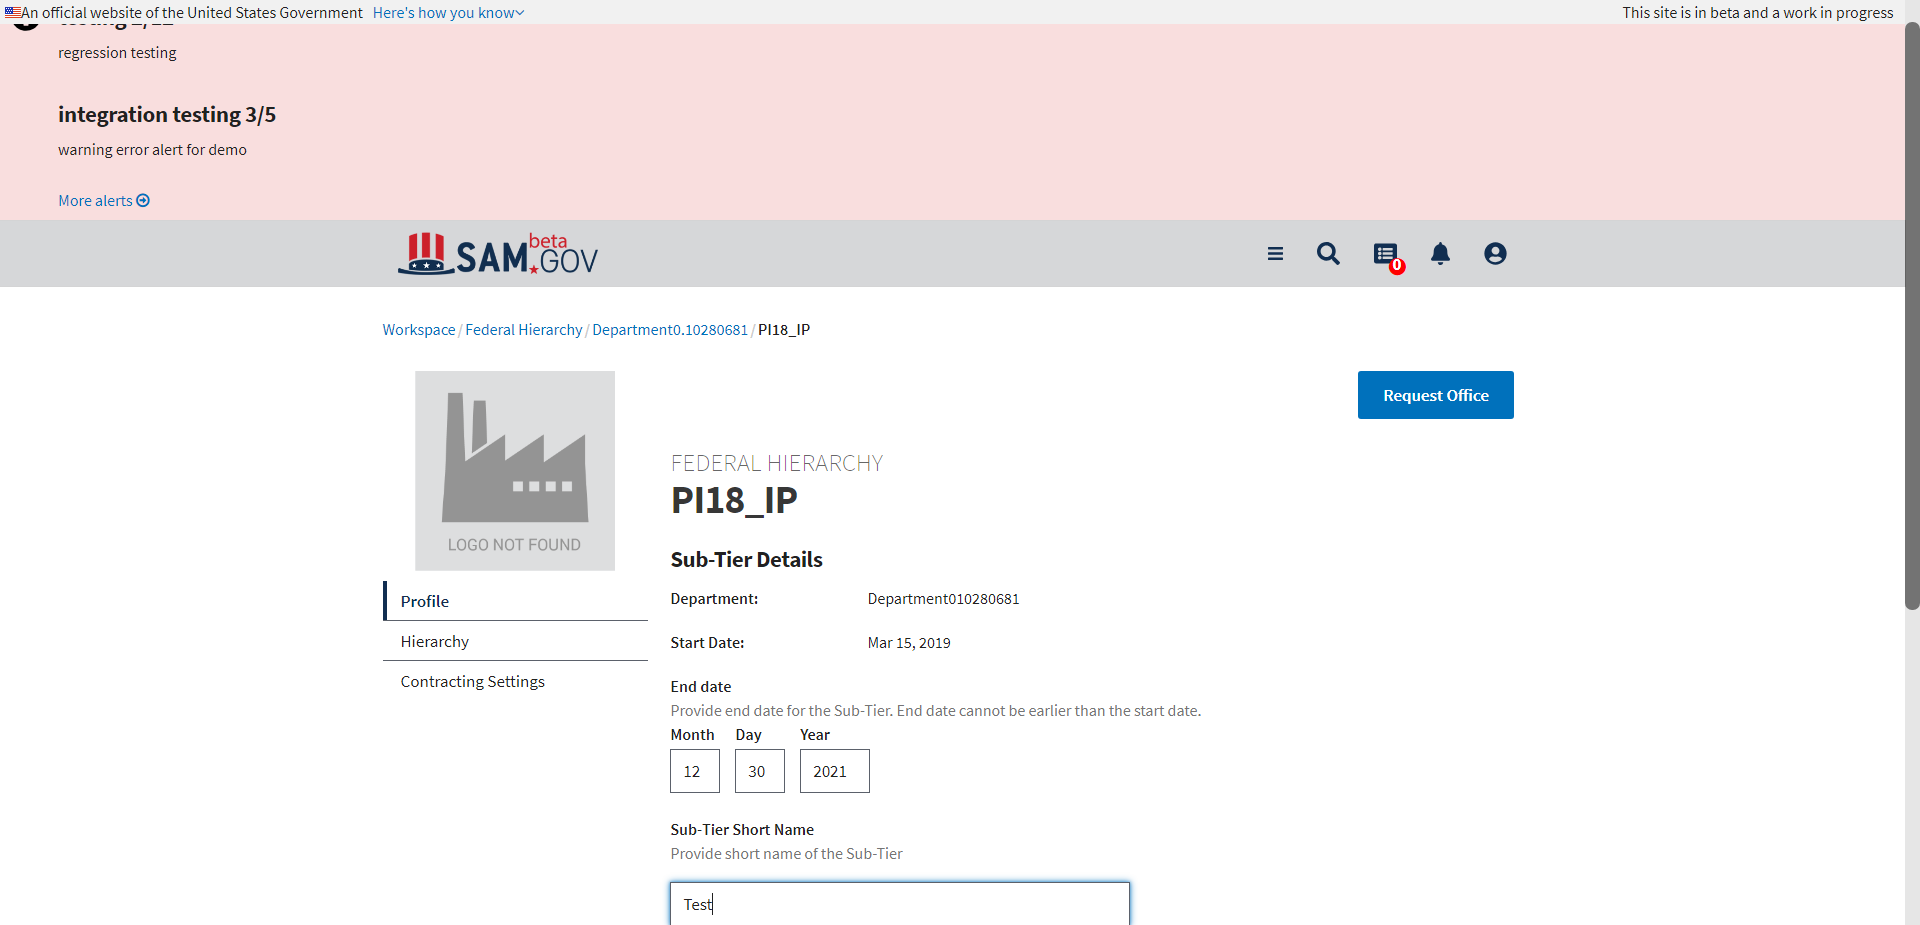 An official website of the United States Government Here's how you know
This site is in beta and a work in progress
regression testing
integration testing 3/5
warning error alert for demo
More alerts
SAM.GOV beta
0
Workspace / Federal Hierarchy / Department0.10280681 / PI18_IP
LOGO NOT FOUND
Request Office
FEDERAL HIERARCHY
PI18_IP
Profile
Hierarchy
Contracting Settings
Sub-Tier Details
Department: Department010280681
Start Date: Mar 15, 2019
End date
Provide end date for the Sub-Tier. End date cannot be earlier than the start date.
Month Day Year
12 30 2021
Sub-Tier Short Name
Provide short name of the Sub-Tier
Test